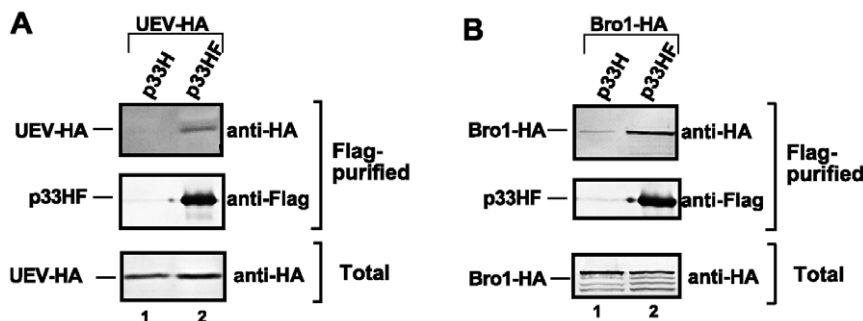 A
UEV-HA
p33H
p33HF
UEV-HA
anti-HA
p33HF
anti-Flag
Flag-
purified
UEV-HA
anti-HA
Total
1 2
B
Bro1-HA
p33H
p33HF
Bro1-HA
anti-HA
p33HF
anti-Flag
Flag-
purified
Bro1-HA
anti-HA
Total
1 2